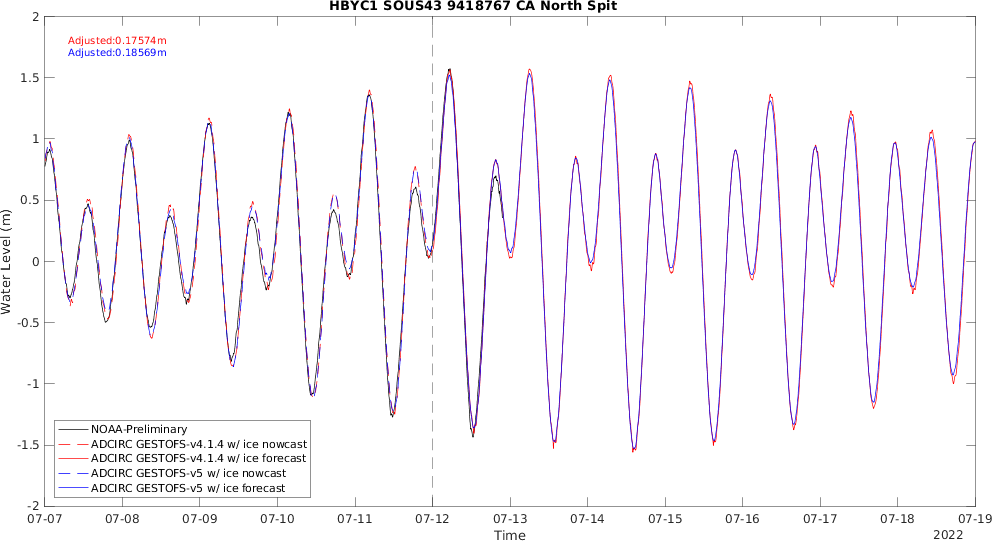 HBYC1 SOUS43 9418767 CA North Spit
Adjusted:0.17574m
Adjusted:0.18569m
2
1.5
1
0.5
0
-0.5
-1
-1.5
-2
Water Level (m)
NOAA-Preliminary
ADCIRC GESTOFS-v4.1.4 w/ ice nowcast
ADCIRC GESTOFS-v4.1.4 w/ ice forecast
ADCIRC GESTOFS-v5 w/ ice nowcast
ADCIRC GESTOFS-v5 w/ ice forecast
07-07 07-08 07-09 07-10 07-11 07-12 07-13 07-14 07-15 07-16 07-17 07-18 07-19
Time
2022